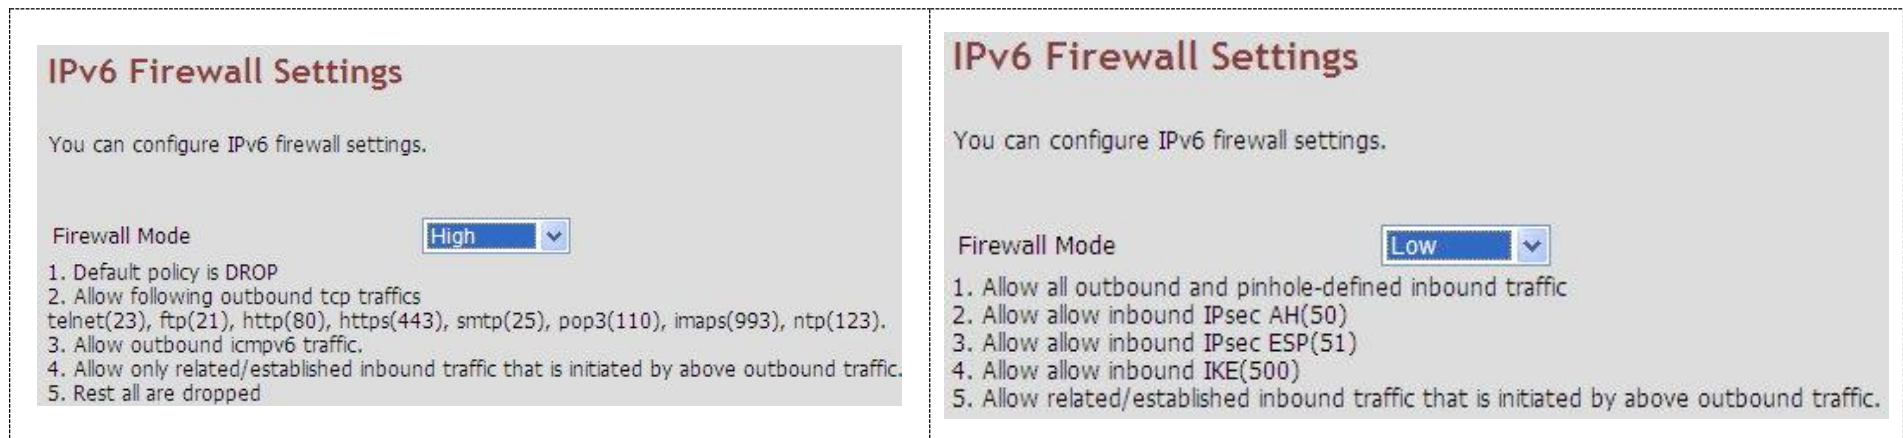 IPv6 Firewall Settings
You can configure IPv6 firewall settings.
Firewall Mode
High
1. Default policy is DROP
2. Allow following outbound tcp traffics
telnet(23), ftp(21), http(80), https(443), smtp(25), pop3(110), imaps(993), ntp(123).
3. Allow outbound icmpv6 traffic.
4. Allow only related/established inbound traffic that is initiated by above outbound traffic.
5. Rest all are dropped
IPv6 Firewall Settings
You can configure IPv6 firewall settings.
Firewall Mode
Low
1. Allow all outbound and pinhole-defined inbound traffic
2. Allow allow inbound IPsec AH(50)
3. Allow allow inbound IPsec ESP(51)
4. Allow allow inbound IKE(500)
5. Allow related/established inbound traffic that is initiated by above outbound traffic.